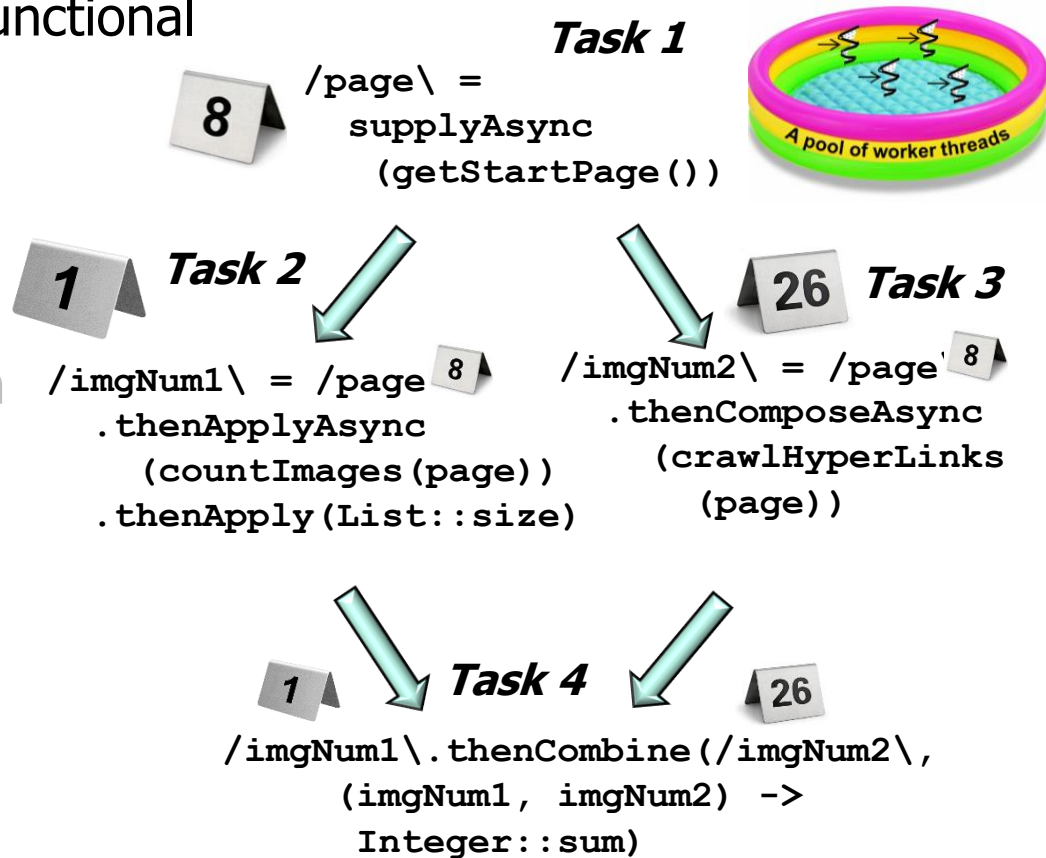 unctional
Task 1
8
/page\ =
supplyAsync
(getStartPage())
A pool of worker threads
1
Task 2
26
Task 3
/imgNum1\ = /page 8
.thenApplyAsync
(countImages(page))
.thenApply(List::size)
/imgNum2\ = /page\ 8
.thenComposeAsync
(crawlHyperLinks
(page))
1
Task 4
26
/imgNum1\.thenCombine(/imgNum2\,
(imgNum1, imgNum2) ->
Integer::sum)